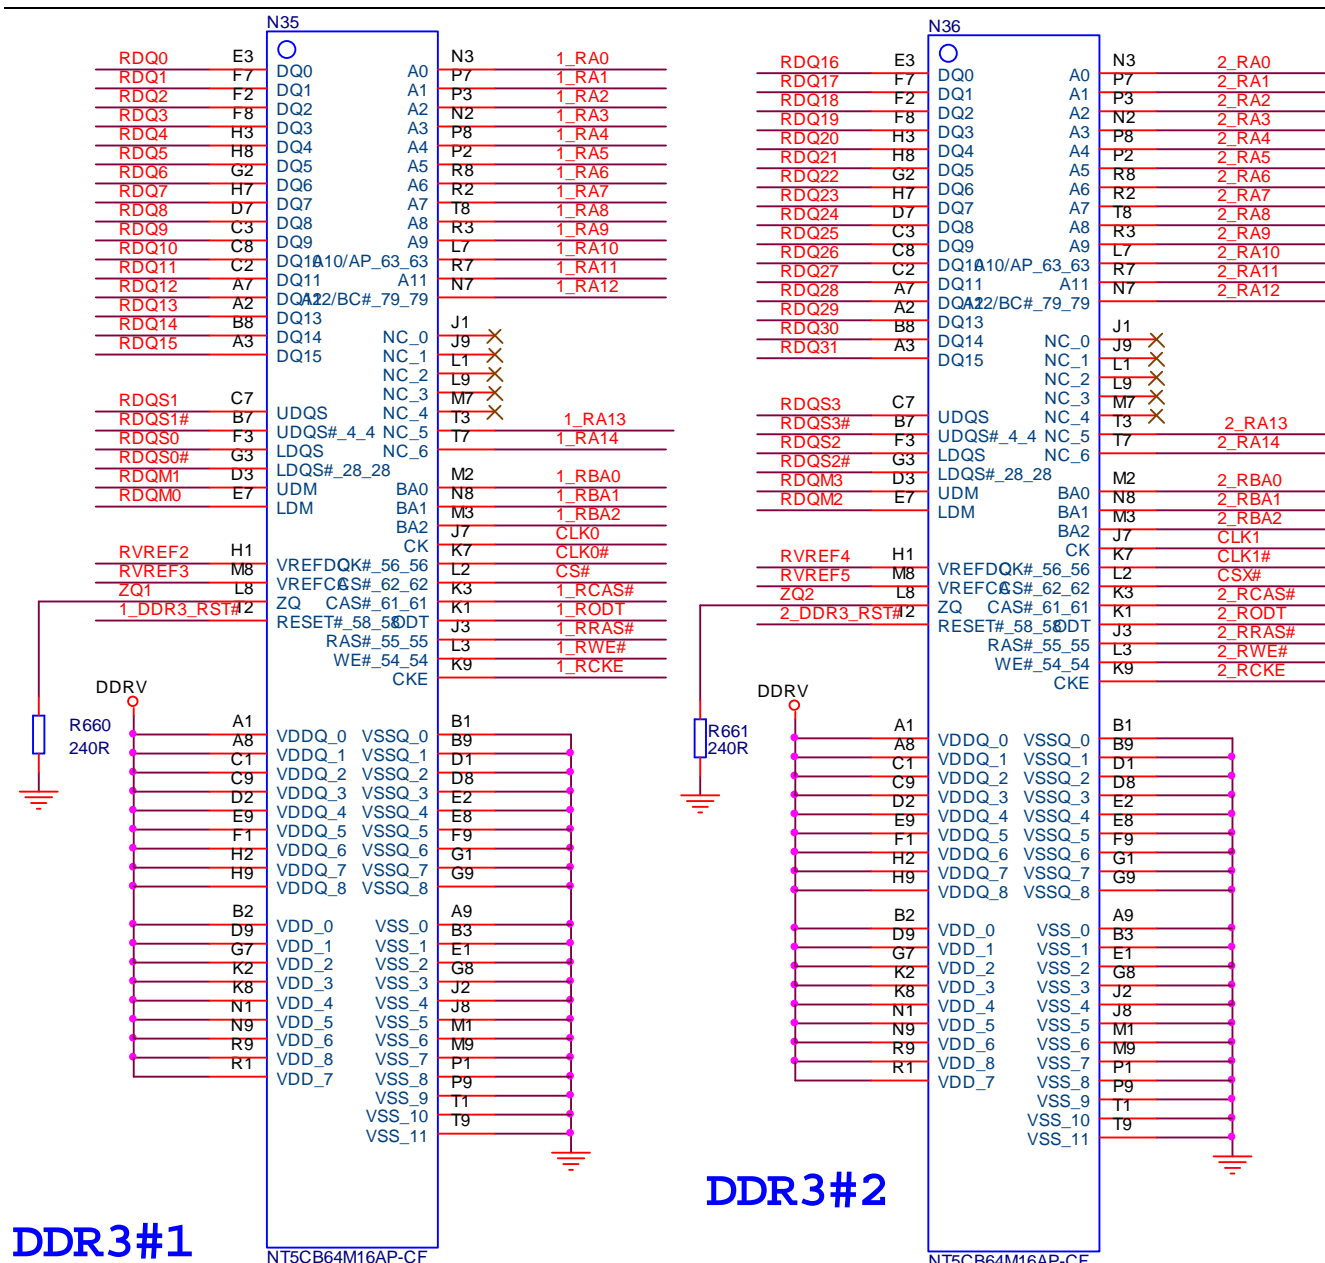 N35
RDQ0 E3 DQ0 A0 N3 1_RA0
RDQ1 F7 DQ1 A1 P7 1_RA1
RDQ2 F2 DQ2 A2 P3 1_RA2
RDQ3 F8 DQ3 A3 N2 1_RA3
RDQ4 H3 DQ4 A4 P8 1_RA4
RDQ5 H8 DQ5 A5 P2 1_RA5
RDQ6 G2 DQ6 A6 R8 1_RA6
RDQ7 H7 DQ7 A7 R2 1_RA7
RDQ8 D7 DQ8 A8 T8 1_RA8
RDQ9 C3 DQ9 A9 R3 1_RA9
RDQ10 C8 DQ10 A10/AP_63_63 L7 1_RA10
RDQ11 C2 DQ11 A11 R7 1_RA11
RDQ12 A7 DQ12 A12/BC#_79_79 N7 1_RA12
RDQ13 A2 DQ13
RDQ14 B8 DQ14 NC_0 J1
RDQ15 A3 DQ15 NC_1 J9
NC_2 L1
NC_3 L9
RDQS1 C7 UDQS NC_4 M7
RDQS1# B7 UDQS#_4_4 NC_5 T3 1_RA13
RDQS0 F3 LDQS NC_6 T7 1_RA14
RDQS0# G3 LDQS#_28_28
RDQM1 D3 UDM BA0 M2 1_RBA0
RDQM0 E7 LDM BA1 N8 1_RBA1
BA2 M3 1_RBA2
CK J7 CLK0
RVREF2 H1 VREFDQ CK#_56_56 K7 CLK0#
RVREF3 M8 VREFCA CS#_62_62 L2 CS#
ZQ1 L8 ZQ CAS#_61_61 K3 1_RCAS#
1_DDR3_RST# T2 RESET#_58_58 ODT K1 1_RODT
RAS#_55_55 J3 1_RRAS#
WE#_54_54 L3 1_RWE#
CKE K9 1_RCKE
DDRV
R660
240R
A1 VDDQ_0 VSSQ_0 B1
A8 VDDQ_1 VSSQ_1 B9
C1 VDDQ_2 VSSQ_2 D1
C9 VDDQ_3 VSSQ_3 D8
D2 VDDQ_4 VSSQ_4 E2
E9 VDDQ_5 VSSQ_5 E8
F1 VDDQ_6 VSSQ_6 F9
H2 VDDQ_7 VSSQ_7 G1
H9 VDDQ_8 VSSQ_8 G9
B2 VDD_0 VSS_0 A9
D9 VDD_1 VSS_1 B3
G7 VDD_2 VSS_2 E1
K2 VDD_3 VSS_3 G8
K8 VDD_4 VSS_4 J2
N1 VDD_5 VSS_5 J8
N9 VDD_6 VSS_6 M1
R9 VDD_8 VSS_7 M9
R1 VDD_7 VSS_8 P1
VSS_9 P9
VSS_10 T1
VSS_11 T9
DDR3#1
NT5CB64M16AP-CF
N36
RDQ16 E3 DQ0 A0 N3 2_RA0
RDQ17 F7 DQ1 A1 P7 2_RA1
RDQ18 F2 DQ2 A2 P3 2_RA2
RDQ19 F8 DQ3 A3 N2 2_RA3
RDQ20 H3 DQ4 A4 P8 2_RA4
RDQ21 H8 DQ5 A5 P2 2_RA5
RDQ22 G2 DQ6 A6 R8 2_RA6
RDQ23 H7 DQ7 A7 R2 2_RA7
RDQ24 D7 DQ8 A8 T8 2_RA8
RDQ25 C3 DQ9 A9 R3 2_RA9
RDQ26 C8 DQ10 A10/AP_63_63 L7 2_RA10
RDQ27 C2 DQ11 A11 R7 2_RA11
RDQ28 A7 DQ12 A12/BC#_79_79 N7 2_RA12
RDQ29 A2 DQ13
RDQ30 B8 DQ14 NC_0 J1
RDQ31 A3 DQ15 NC_1 J9
NC_2 L1
NC_3 L9
RDQS3 C7 UDQS NC_4 M7
RDQS3# B7 UDQS#_4_4 NC_5 T3 2_RA13
RDQS2 F3 LDQS NC_6 T7 2_RA14
RDQS2# G3 LDQS#_28_28
RDQM3 D3 UDM BA0 M2 2_RBA0
RDQM2 E7 LDM BA1 N8 2_RBA1
BA2 M3 2_RBA2
CK J7 CLK1
RVREF4 H1 VREFDQ CK#_56_56 K7 CLK1#
RVREF5 M8 VREFCA CS#_62_62 L2 CSX#
ZQ2 L8 ZQ CAS#_61_61 K3 2_RCAS#
2_DDR3_RST# T2 RESET#_58_58 ODT K1 2_RODT
RAS#_55_55 J3 2_RRAS#
WE#_54_54 L3 2_RWE#
CKE K9 2_RCKE
DDRV
R661
240R
A1 VDDQ_0 VSSQ_0 B1
A8 VDDQ_1 VSSQ_1 B9
C1 VDDQ_2 VSSQ_2 D1
C9 VDDQ_3 VSSQ_3 D8
D2 VDDQ_4 VSSQ_4 E2
E9 VDDQ_5 VSSQ_5 E8
F1 VDDQ_6 VSSQ_6 F9
H2 VDDQ_7 VSSQ_7 G1
H9 VDDQ_8 VSSQ_8 G9
B2 VDD_0 VSS_0 A9
D9 VDD_1 VSS_1 B3
G7 VDD_2 VSS_2 E1
K2 VDD_3 VSS_3 G8
K8 VDD_4 VSS_4 J2
N1 VDD_5 VSS_5 J8
N9 VDD_6 VSS_6 M1
R9 VDD_8 VSS_7 M9
R1 VDD_7 VSS_8 P1
VSS_9 P9
VSS_10 T1
VSS_11 T9
DDR3#2
NT5CB64M16AP-CF